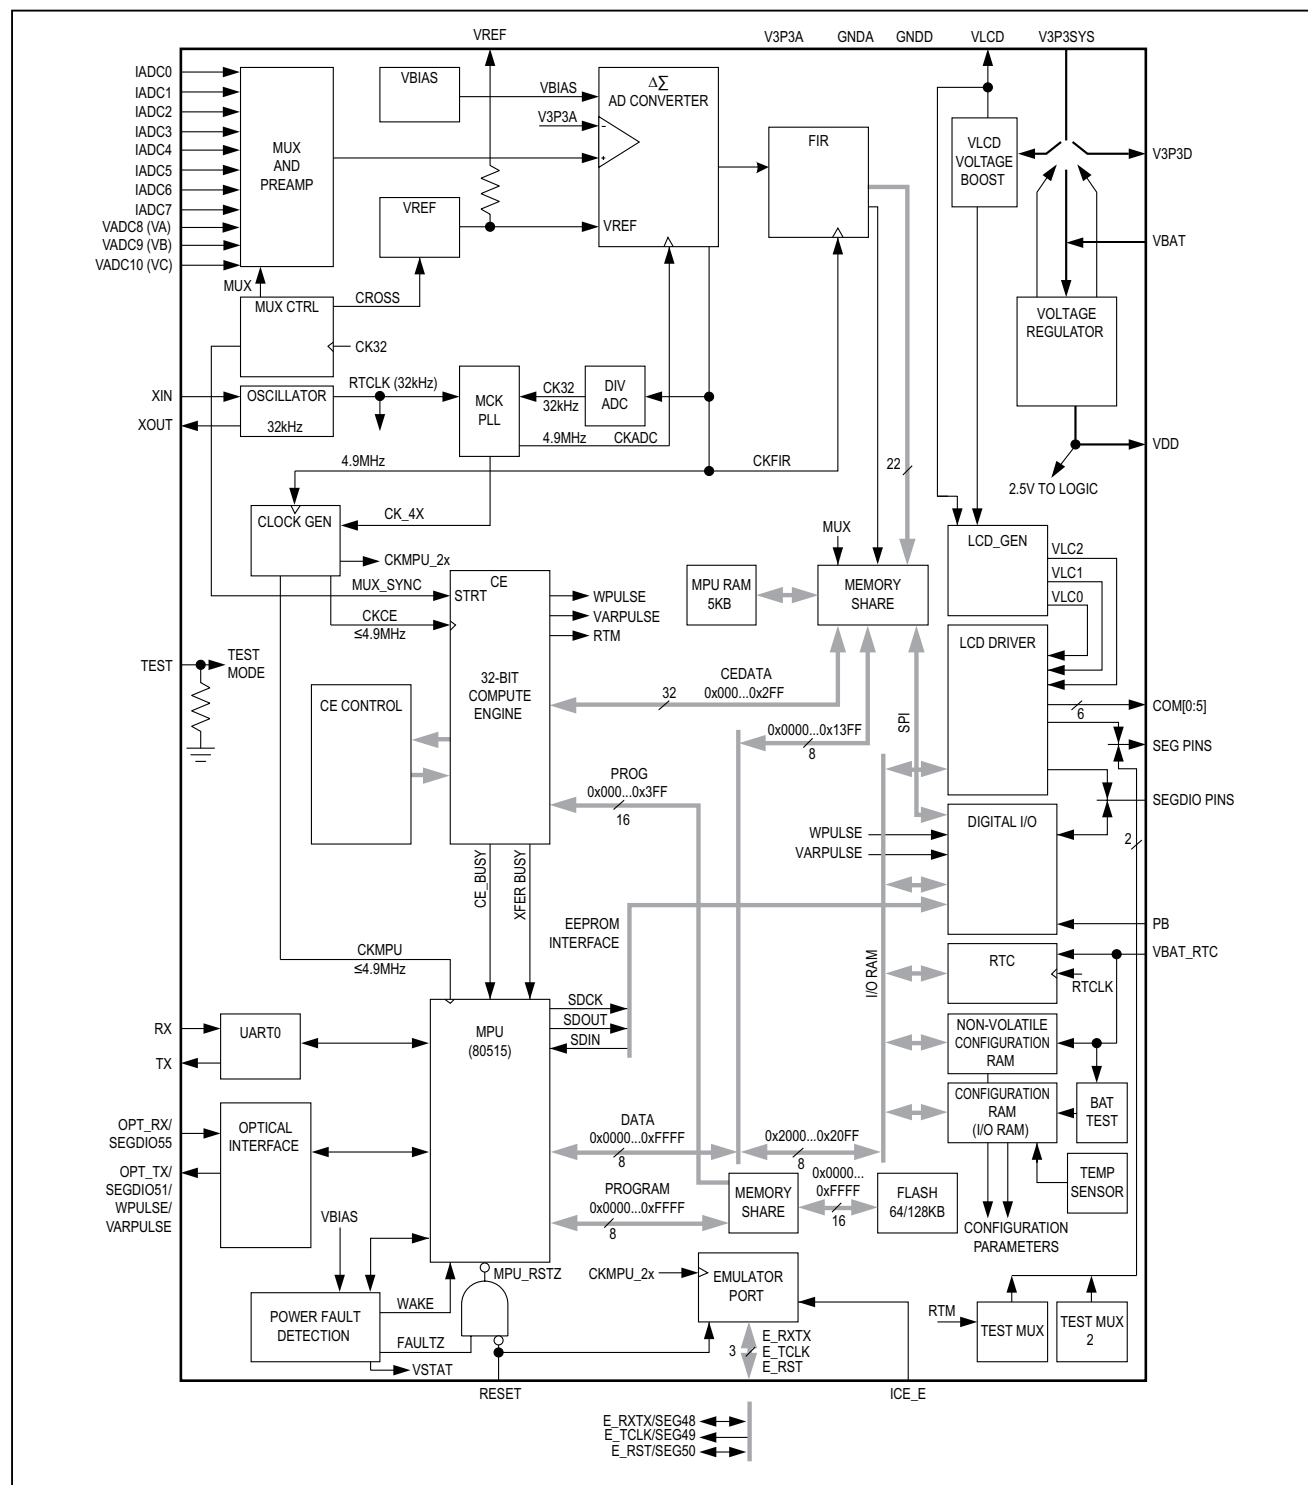 VREF
V3P3A
GNDA
GNDD
VLCD
V3P3SYS
IADC0
IADC1
IADC2
IADC3
IADC4
IADC5
IADC6
IADC7
VADC8 (VA)
VADC9 (VB)
VADC10 (VC)
MUX
AND
PREAMP
VBIAS
VBIAS
V3P3A
ΔΣ
AD CONVERTER
-
+
VREF
VREF
FIR
VLCD
VOLTAGE
BOOST
V3P3D
VBAT
VOLTAGE
REGULATOR
VDD
2.5V TO LOGIC
MUX
MUX CTRL
CROSS
CK32
XIN
XOUT
OSCILLATOR
32kHz
RTCLK (32kHz)
MCK
PLL
CK32
32kHz
DIV
ADC
4.9MHz
CKADC
4.9MHz
CKFIR
22
CLOCK GEN
CK_4X
CKMPU_2x
MUX_SYNC
CKCE
≤4.9MHz
CE
STRT
32-BIT
COMPUTE
ENGINE
WPULSE
VARPULSE
RTM
MUX
MPU RAM
5KB
MEMORY
SHARE
LCD_GEN
VLC2
VLC1
VLC0
LCD DRIVER
TEST
TEST
MODE
CE CONTROL
CEDATA
32
0x000...0x2FF
0x0000...0x13FF
8
SPI
6
COM[0:5]
SEG PINS
SEGDIO PINS
PROG
0x000...0x3FF
16
DIGITAL I/O
WPULSE
VARPULSE
2
CE_BUSY
XFER BUSY
EEPROM
INTERFACE
I/O RAM
PB
VBAT_RTC
RTC
RTCLK
CKMPU
≤4.9MHz
RX
TX
UART0
MPU
(80515)
SDCK
SDOUT
SDIN
NON-VOLATILE
CONFIGURATION
RAM
CONFIGURATION
RAM
(I/O RAM)
BAT
TEST
TEMP
SENSOR
OPT_RX/
SEGDIO55
OPT_TX/
SEGDIO51/
WPULSE/
VARPULSE
OPTICAL
INTERFACE
DATA
0x0000...0xFFFF
8
0x2000...0x20FF
8
PROGRAM
0x0000...0xFFFF
8
MEMORY
SHARE
0x0000...
0xFFFF
16
FLASH
64/128KB
CONFIGURATION
PARAMETERS
VBIAS
POWER FAULT
DETECTION
WAKE
FAULTZ
VSTAT
MPU_RSTZ
CKMPU_2x
EMULATOR
PORT
3
E_RXTX
E_TCLK
E_RST
RTM
TEST MUX
TEST MUX
2
RESET
ICE_E
E_RXTX/SEG48
E_TCLK/SEG49
E_RST/SEG50